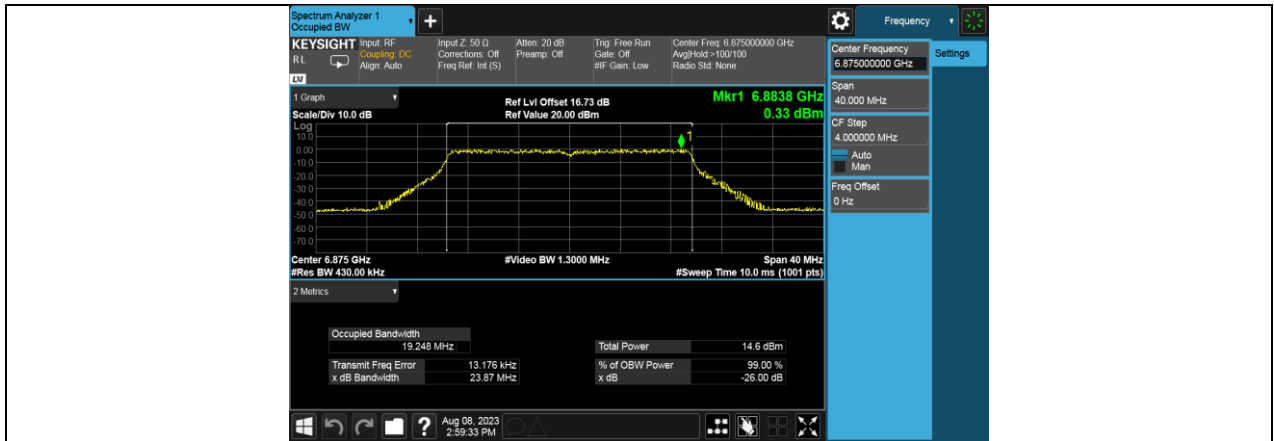 Spectrum Analyzer 1
Occupied BW
+
Frequency
KEYSIGHT
R L
Input: RF
Coupling: DC
Align: Auto
Input Z: 50 Ω
Corrections: Off
Freq Ref: Int (S)
Atten: 20 dB
Preamp: Off
Trig: Free Run
Gate: Off
#IF Gain: Low
Center Freq: 6.875000000 GHz
Avg|Hold:>100/100
Radio Std: None
Center Frequency
6.875000000 GHz
Settings
Span
40.000 MHz
CF Step
4.000000 MHz
Auto
Man
Freq Offset
0 Hz
1 Graph
Scale/Div 10.0 dB
Ref Lvl Offset 16.73 dB
Ref Value 20.00 dBm
Mkr1 6.8838 GHz
0.33 dBm
Log
10.0
0.00
-10.0
-20.0
-30.0
-40.0
-50.0
-60.0
-70.0
1
Center 6.875 GHz
#Video BW 1.3000 MHz
Span 40 MHz
#Res BW 430.00 kHz
#Sweep Time 10.0 ms (1001 pts)
2 Metrics
Occupied Bandwidth
19.248 MHz
Total Power 14.6 dBm
Transmit Freq Error 13.176 kHz
% of OBW Power 99.00 %
x dB Bandwidth 23.87 MHz
x dB -26.00 dB
?
Aug 08, 2023
2:59:33 PM